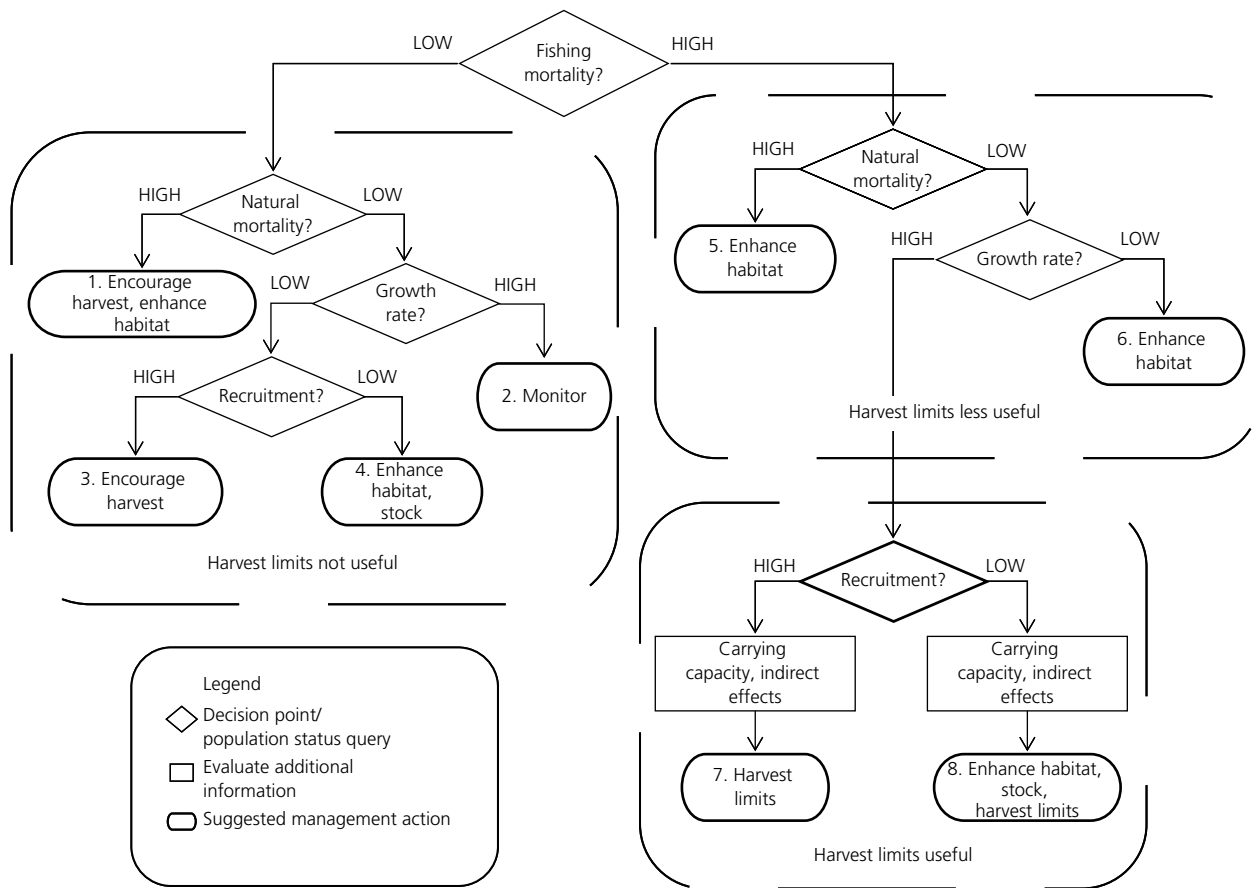 LOW
Fishing
mortality?
HIGH
HIGH
Natural
mortality?
LOW
1. Encourage
harvest, enhance
habitat
LOW
Growth
rate?
HIGH
2. Monitor
HIGH
Recruitment?
LOW
3. Encourage
harvest
4. Enhance
habitat,
stock
Harvest limits not useful
HIGH
Natural
mortality?
LOW
5. Enhance
habitat
HIGH
Growth rate?
LOW
6. Enhance
habitat
Harvest limits less useful
HIGH
Recruitment?
LOW
Carrying
capacity, indirect
effects
Carrying
capacity, indirect
effects
7. Harvest
limits
8. Enhance habitat,
stock,
harvest limits
Harvest limits useful
Legend
Decision point/
population status query
Evaluate additional
information
Suggested management action